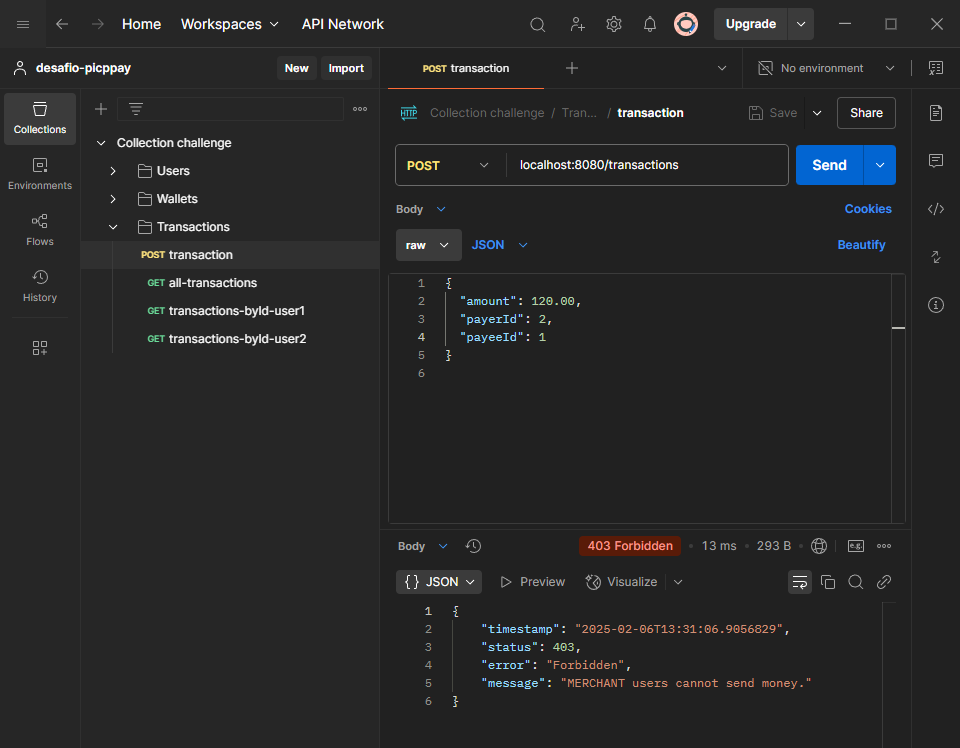 Home Workspaces API Network Upgrade
desafio-picppay New Import
POST transaction No environment
Collections
Environments
Flows
History
Collection challenge
Users
Wallets
Transactions
POST transaction
GET all-transactions
GET transactions-byId-user1
GET transactions-byId-user2
HTTP Collection challenge / Tran... / transaction Save Share
POST localhost:8080/transactions Send
Body Cookies
raw JSON Beautify
1 {
2 "amount": 120.00,
3 "payerId": 2,
4 "payeeId": 1
5 }
6
Body 403 Forbidden • 13 ms • 293 B • e.g.
{} JSON Preview Visualize
1 {
2 "timestamp": "2025-02-06T13:31:06.9056829",
3 "status": 403,
4 "error": "Forbidden",
5 "message": "MERCHANT users cannot send money."
6 }